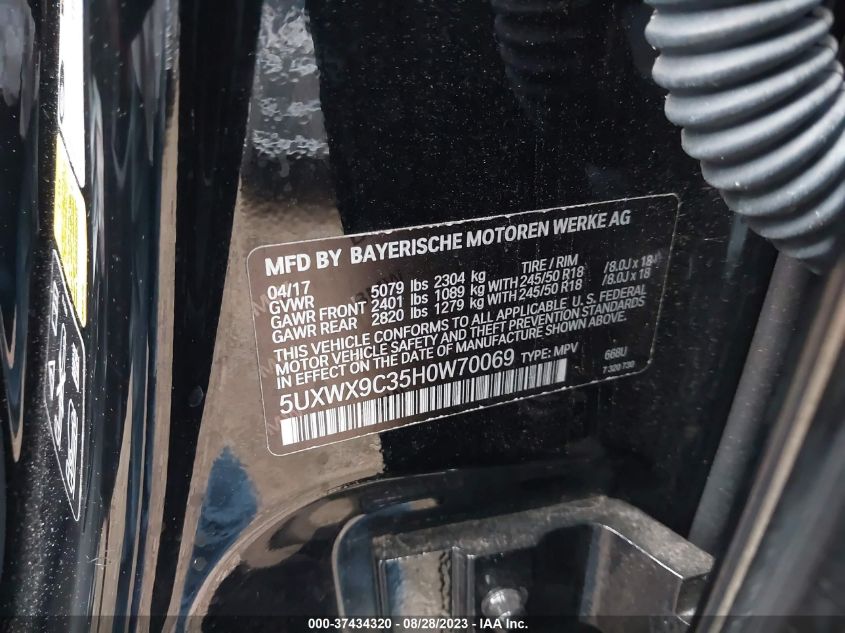 MFD BY BAYERISCHE MOTOREN WERKE AG
04/17 TIRE / RIM
GVWR 5079 lbs 2304 kg
GAWR FRONT 2401 lbs 1089 kg WITH 245/50 R18 /8.0J x 18
GAWR REAR 2820 lbs 1279 kg WITH 245/50 R18 /8.0J x 18
THIS VEHICLE CONFORMS TO ALL APPLICABLE U.S. FEDERAL
MOTOR VEHICLE SAFETY AND THEFT PREVENTION STANDARDS
IN EFFECT ON THE DATE OF MANUFACTURE SHOWN ABOVE.
5UXWX9C35H0W70069 TYPE: MPV 668U
7 320 730
000-37434320 | 08/28/2023 – IAA Inc.